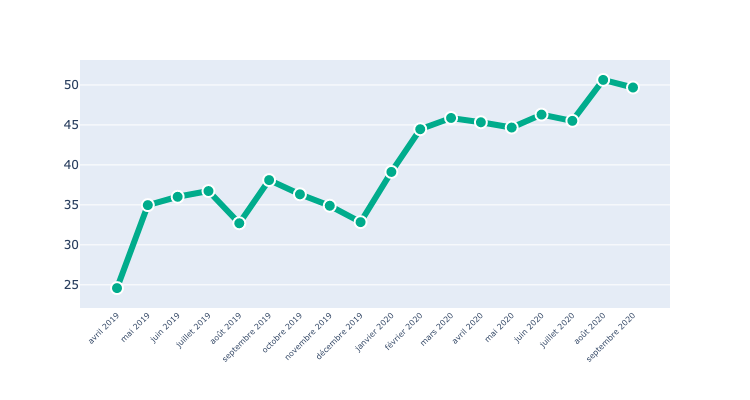 50
45
40
35
30
25
avril 2019
mai 2019
juin 2019
juillet 2019
août 2019
septembre 2019
octobre 2019
novembre 2019
décembre 2019
janvier 2020
février 2020
mars 2020
avril 2020
mai 2020
juin 2020
juillet 2020
août 2020
septembre 2020